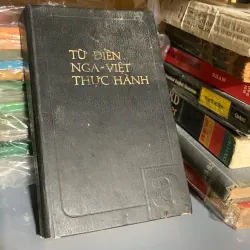 TỪ ĐIỂN
NGA-VIỆT
THỰC HÀNH